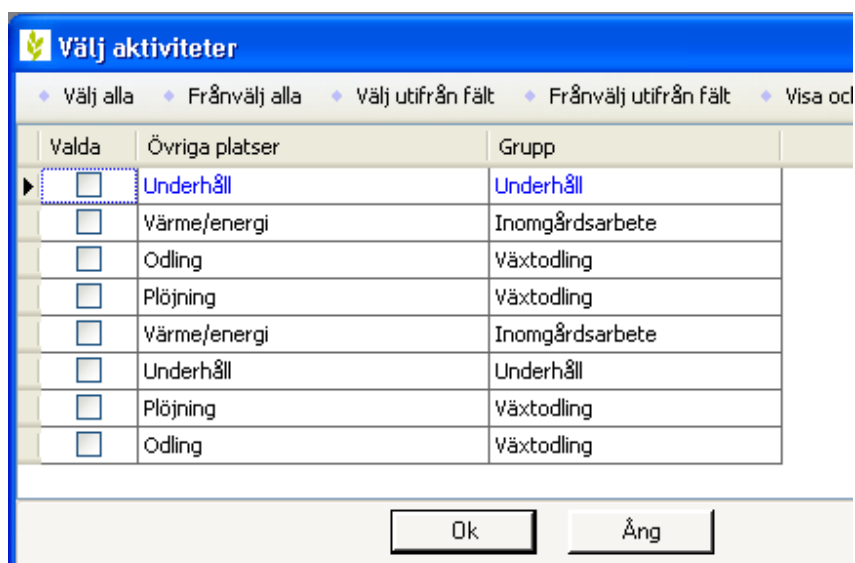 Välj aktiviteter
Välj alla Frånvälj alla Välj utifrån fält Frånvälj utifrån fält Visa
Valda Övriga platser Grupp
Underhåll Underhåll
Värme/energi Inomgårdsarbete
Odling Växtodling
Plöjning Växtodling
Värme/energi Inomgårdsarbete
Underhåll Underhåll
Plöjning Växtodling
Odling Växtodling
Ok Ång